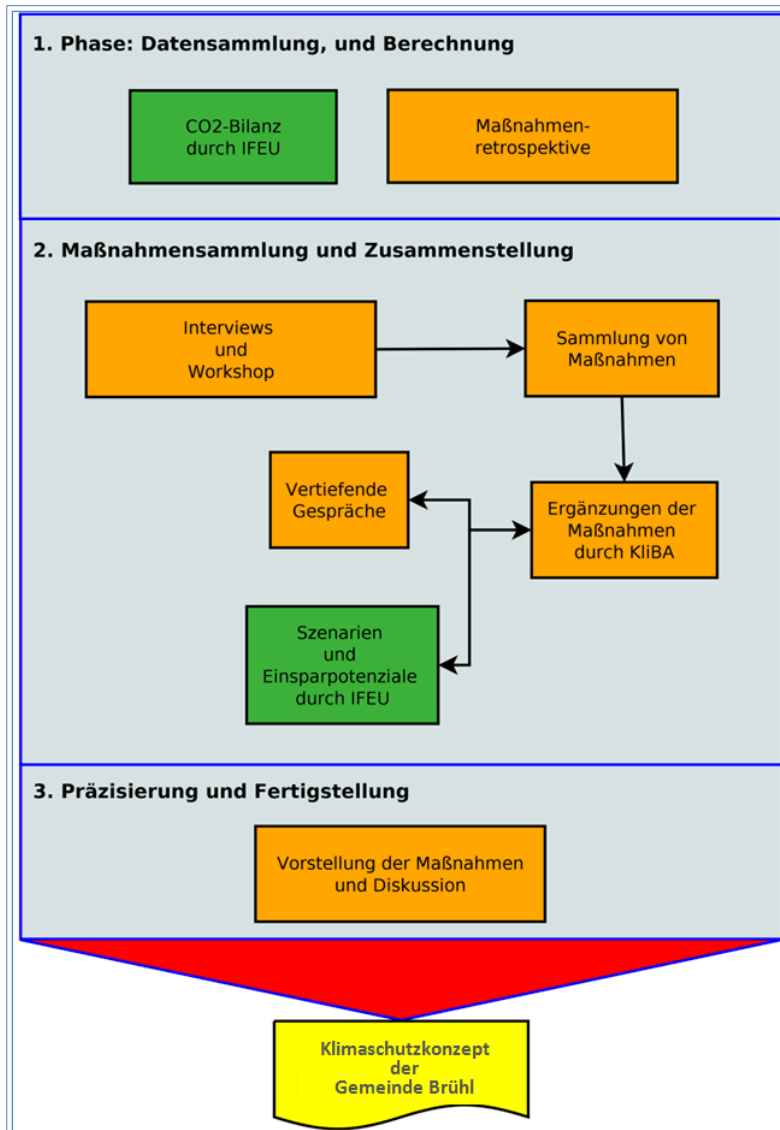 1. Phase: Datensammlung, und Berechnung
CO2-Bilanz
durch IFEU
Maßnahmen-
retrospektive
2. Maßnahmensammlung und Zusammenstellung
Interviews
und
Workshop
Sammlung von
Maßnahmen
Vertiefende
Gespräche
Ergänzungen der
Maßnahmen
durch KliBA
Szenarien
und
Einsparpotenziale
durch IFEU
3. Präzisierung und Fertigstellung
Vorstellung der Maßnahmen
und Diskussion
Klimaschutzkonzept
der
Gemeinde Brühl